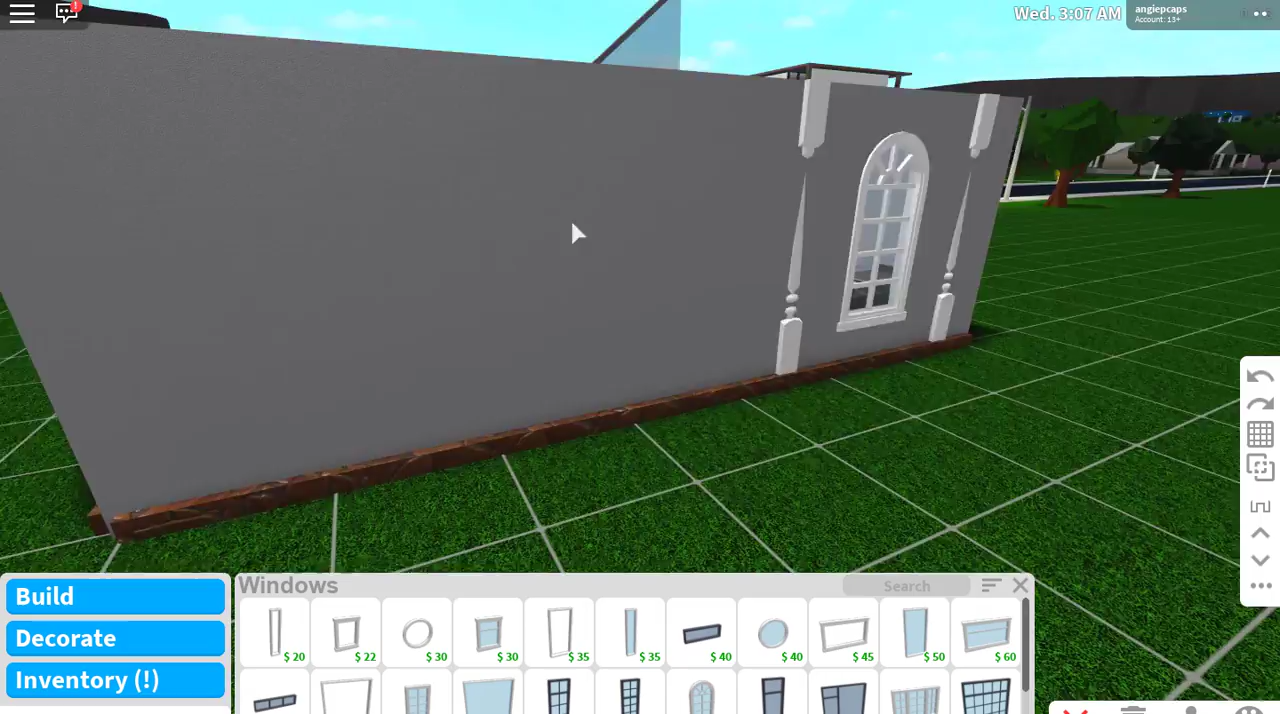 Wed. 3:07 AM
angiepcaps
Account: 13+
Windows
Search
$ 20
$ 22
$ 30
$ 30
$ 35
$ 35
$ 40
$ 40
$ 45
$ 50
$ 60
Build
Decorate
Inventory (!)